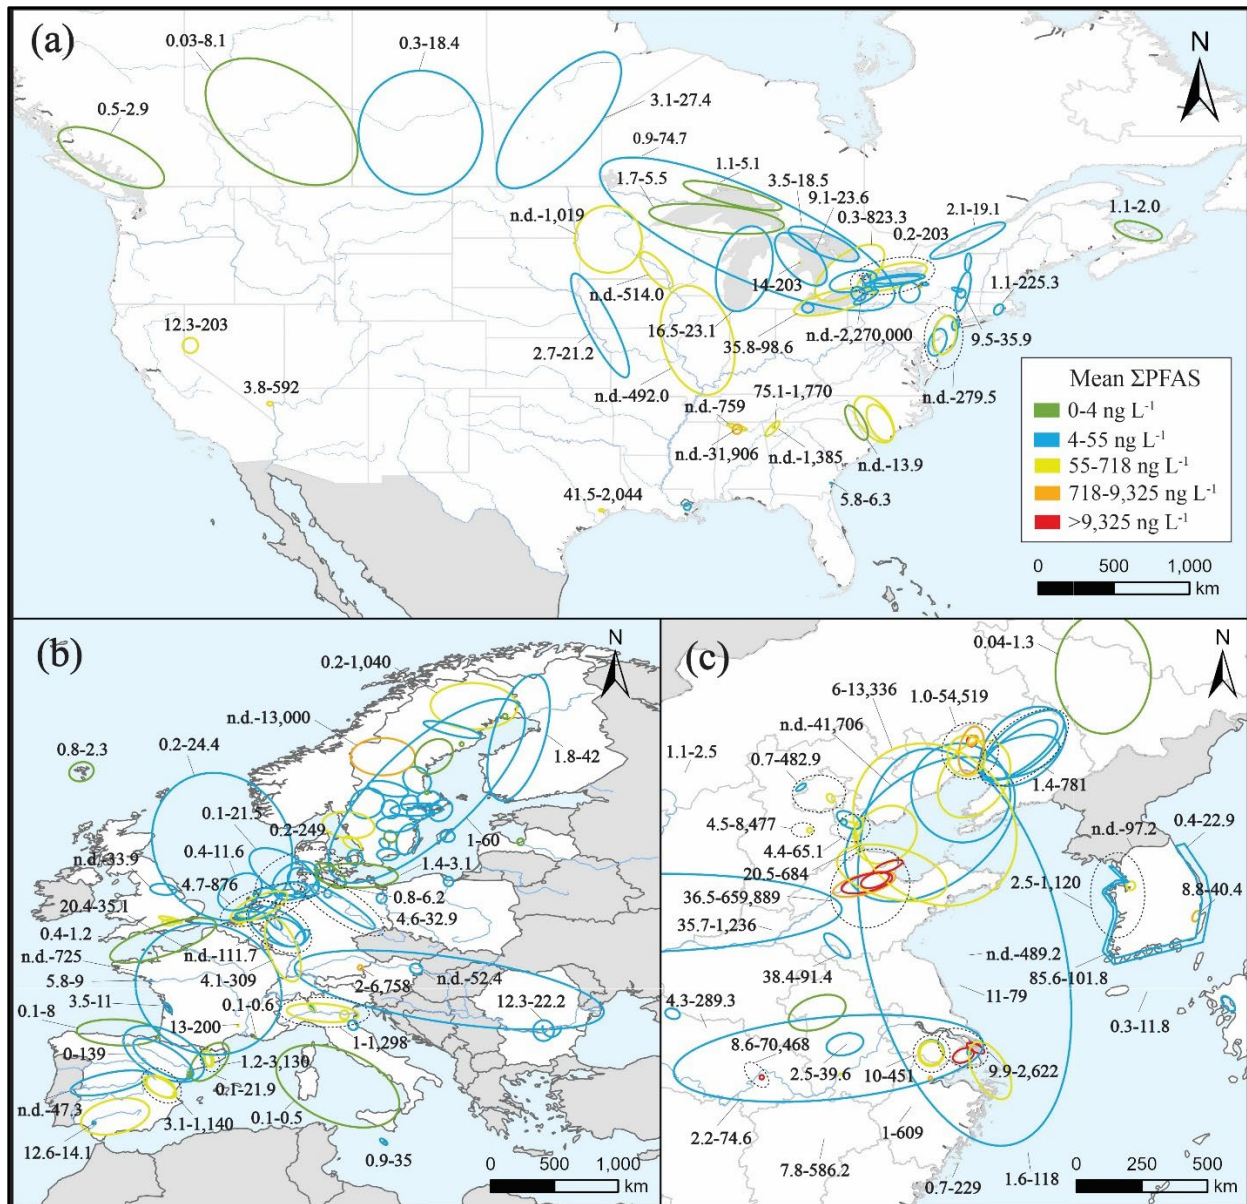 (a)
N
0.03-8.1
0.3-18.4
0.5-2.9
3.1-27.4
0.9-74.7
1.1-5.1
1.7-5.5
3.5-18.5
9.1-23.6
0.3-823.3
2.1-19.1
0.2-203
1.1-2.0
n.d.-1,019
n.d.-514.0
14-203
1.1-225.3
12.3-203
16.5-23.1
n.d.-2,270,000
9.5-35.9
2.7-21.2
35.8-98.6
3.8-592
n.d.-492.0
75.1-1,770
n.d.-279.5
n.d.-759
n.d.-31,906
n.d.-1,385
n.d.-13.9
41.5-2,044
5.8-6.3
Mean ΣPFAS
0-4 ng L⁻¹
4-55 ng L⁻¹
55-718 ng L⁻¹
718-9,325 ng L⁻¹
>9,325 ng L⁻¹
0 500 1,000
km
(b)
N
0.2-1,040
n.d.-13,000
0.8-2.3
0.2-24.4
1.8-42
0.1-21.5
0.2-249
1-60
0.4-11.6
n.d.-33.9
1.4-3.1
4.7-876
0.8-6.2
20.4-35.1
4.6-32.9
0.4-1.2
n.d.-111.7
n.d.-725
4.1-309
n.d.-52.4
5.8-9
2-6,758
3.5-11
0.1-0.6
12.3-22.2
0.1-8
13-200
1-1,298
0-139
1.2-3,130
0.1-21.9
n.d.-47.3
3.1-1,140
0.1-0.5
12.6-14.1
0.9-35
0 500 1,000
km
(c)
N
0.04-1.3
6-13,336
1.0-54,519
n.d.-41,706
1.1-2.5
0.7-482.9
1.4-781
4.5-8,477
n.d.-97.2
0.4-22.9
4.4-65.1
20.5-684
2.5-1,120
8.8-40.4
36.5-659,889
35.7-1,236
n.d.-489.2
38.4-91.4
85.6-101.8
11-79
4.3-289.3
0.3-11.8
8.6-70,468
2.5-39.6
10-451
9.9-2,622
2.2-74.6
1-609
7.8-586.2
0.7-229
1.6-118
0 250 500
km